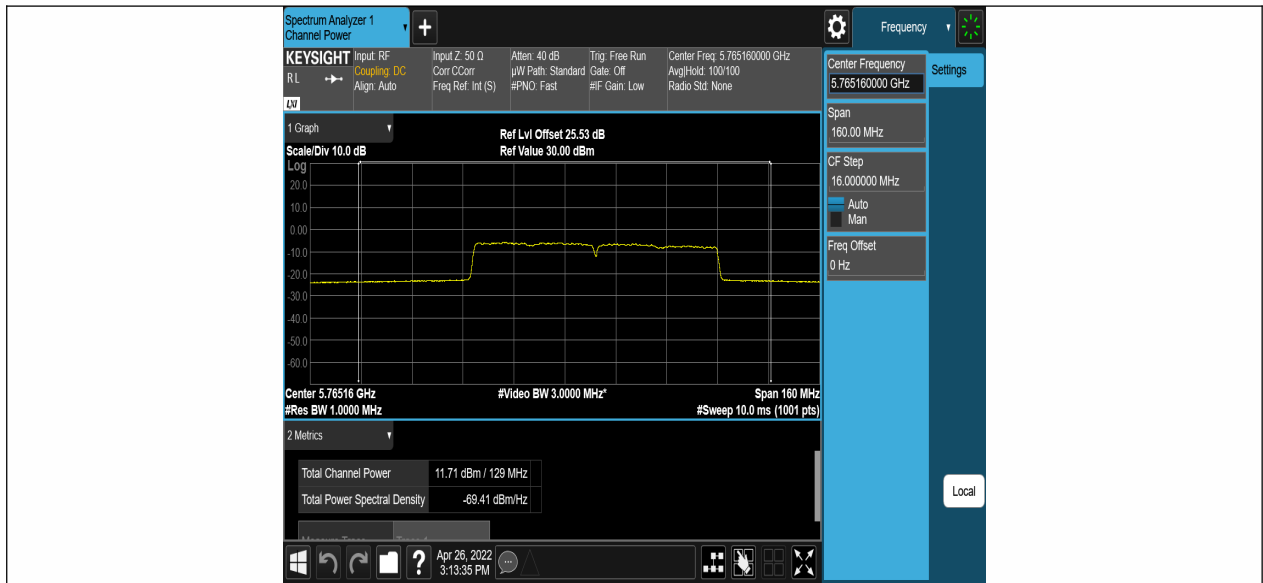 Spectrum Analyzer 1
Channel Power
+
Frequency
KEYSIGHT
RL
LXI
Input: RF
Coupling: DC
Align: Auto
Input Z: 50 Ω
Corr CCorr
Freq Ref: Int (S)
Atten: 40 dB
µW Path: Standard
#PNO: Fast
Trig: Free Run
Gate: Off
#IF Gain: Low
Center Freq: 5.765160000 GHz
Avg|Hold: 100/100
Radio Std: None
Center Frequency
5.765160000 GHz
Settings
Span
160.00 MHz
CF Step
16.000000 MHz
Auto
Man
Freq Offset
0 Hz
Local
1 Graph
Scale/Div 10.0 dB
Ref Lvl Offset 25.53 dB
Ref Value 30.00 dBm
Log
20.0
10.0
0.00
-10.0
-20.0
-30.0
-40.0
-50.0
-60.0
Center 5.76516 GHz
#Video BW 3.0000 MHz*
Span 160 MHz
#Res BW 1.0000 MHz
#Sweep 10.0 ms (1001 pts)
2 Metrics
Total Channel Power 11.71 dBm / 129 MHz
Total Power Spectral Density -69.41 dBm/Hz
?
Apr 26, 2022
3:13:35 PM